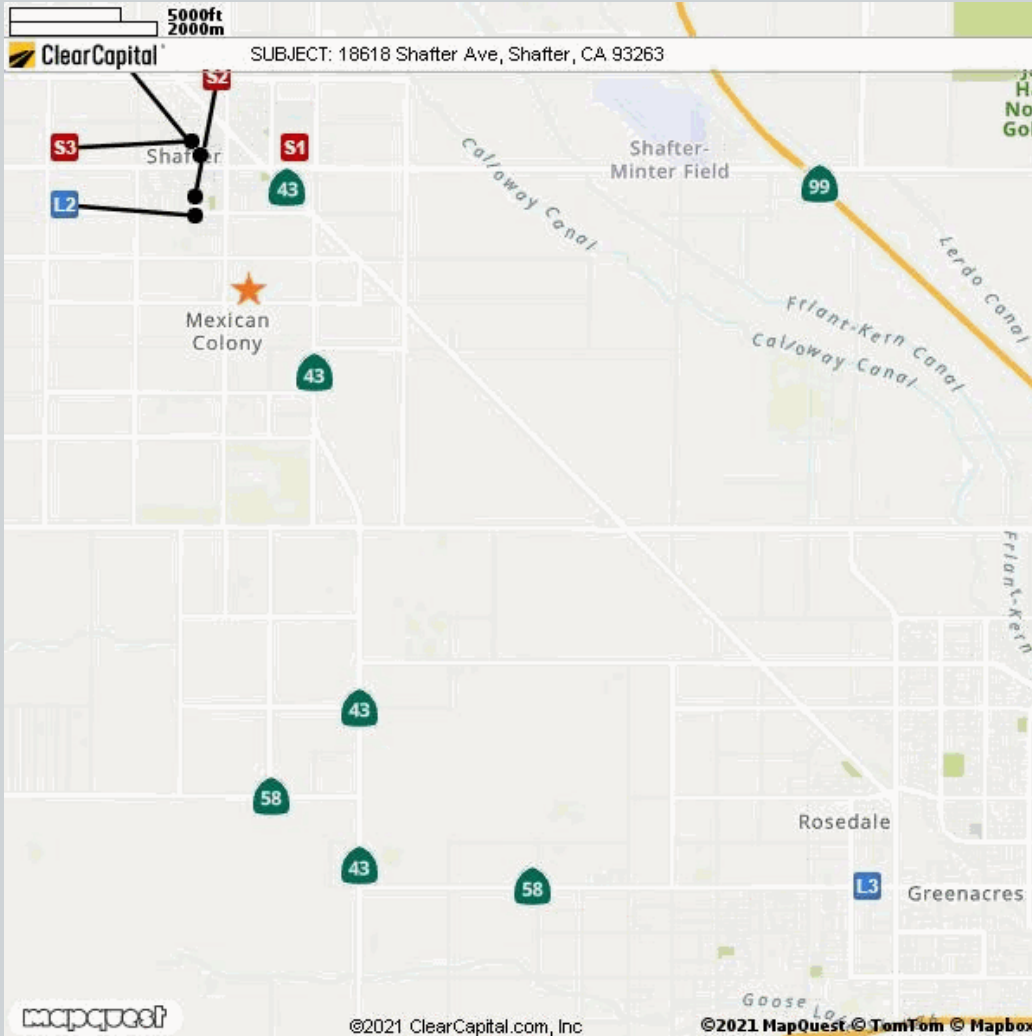 5000ft
2000m
ClearCapital
SUBJECT: 18618 Shafter Ave, Shafter, CA 93263
S2
S3
Shafter
S1
43
L2
Calloway Canal
Shafter-
Minter Field
99
Lerdo Canal
Friant-Kern Canal
Calloway Canal
Mexican
Colony
43
Friant-Kern
43
58
Rosedale
43
58
L3
Greenacres
Goose
mapquest
©2021 ClearCapital.com, Inc
©2021 MapQuest © TomTom © Mapbox